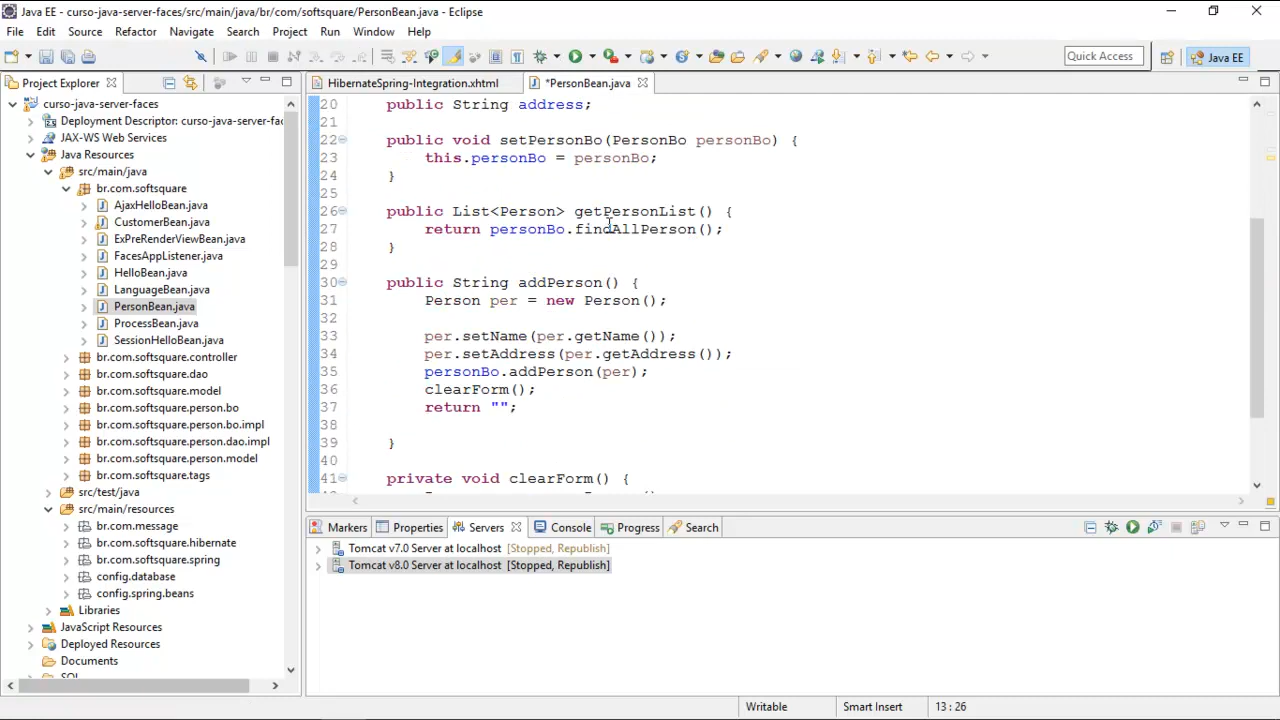 Java EE - curso-java-server-faces/src/main/java/br/com/softsquare/PersonBean.java - Eclipse
File Edit Source Refactor Navigate Search Project Run Window Help
Quick Access
Java EE
Project Explorer
curso-java-server-faces
Deployment Descriptor: curso-java-server-fac
JAX-WS Web Services
Java Resources
src/main/java
br.com.softsquare
AjaxHelloBean.java
CustomerBean.java
ExPreRenderViewBean.java
FacesAppListener.java
HelloBean.java
LanguageBean.java
PersonBean.java
ProcessBean.java
SessionHelloBean.java
br.com.softsquare.controller
br.com.softsquare.dao
br.com.softsquare.model
br.com.softsquare.person.bo
br.com.softsquare.person.bo.impl
br.com.softsquare.person.dao.impl
br.com.softsquare.person.model
br.com.softsquare.tags
src/test/java
src/main/resources
br.com.message
br.com.softsquare.hibernate
br.com.softsquare.spring
config.database
config.spring.beans
Libraries
JavaScript Resources
Deployed Resources
Documents
HibernateSpring-Integration.xhtml *PersonBean.java
20 public String address;
21
22 public void setPersonBo(PersonBo personBo) {
23 this.personBo = personBo;
24 }
25
26 public List<Person> getPersonList() {
27 return personBo.findAllPerson();
28 }
29
30 public String addPerson() {
31 Person per = new Person();
32
33 per.setName(per.getName());
34 per.setAddress(per.getAddress());
35 personBo.addPerson(per);
36 clearForm();
37 return "";
38
39 }
40
41 private void clearForm() {
Markers Properties Servers Console Progress Search
Tomcat v7.0 Server at localhost [Stopped, Republish]
Tomcat v8.0 Server at localhost [Stopped, Republish]
Writable Smart Insert 13 : 26